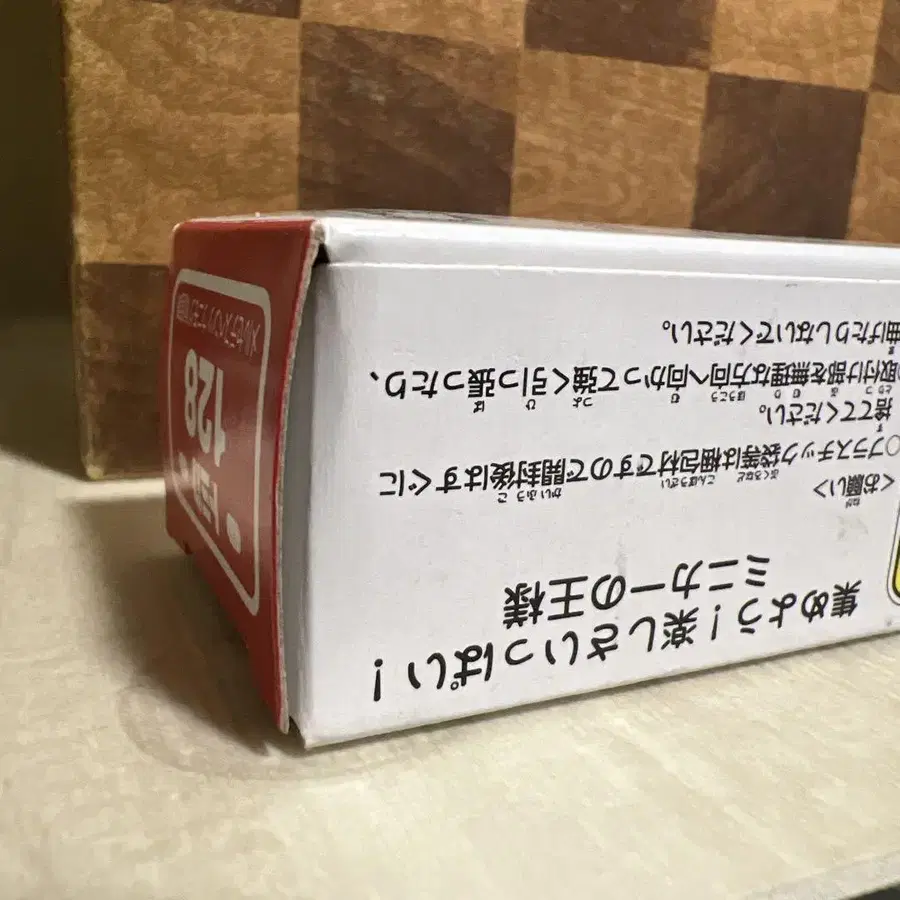 集めよう！楽しさいっぱい！
ミニカーの王様
<お願い>
○プラスチック袋等は梱包材ですので開封後はすぐに
捨ててください。
取付け部を無理な方向へ向かって強く引っ張ったり、
曲げたりしないでください。
トミカ
128